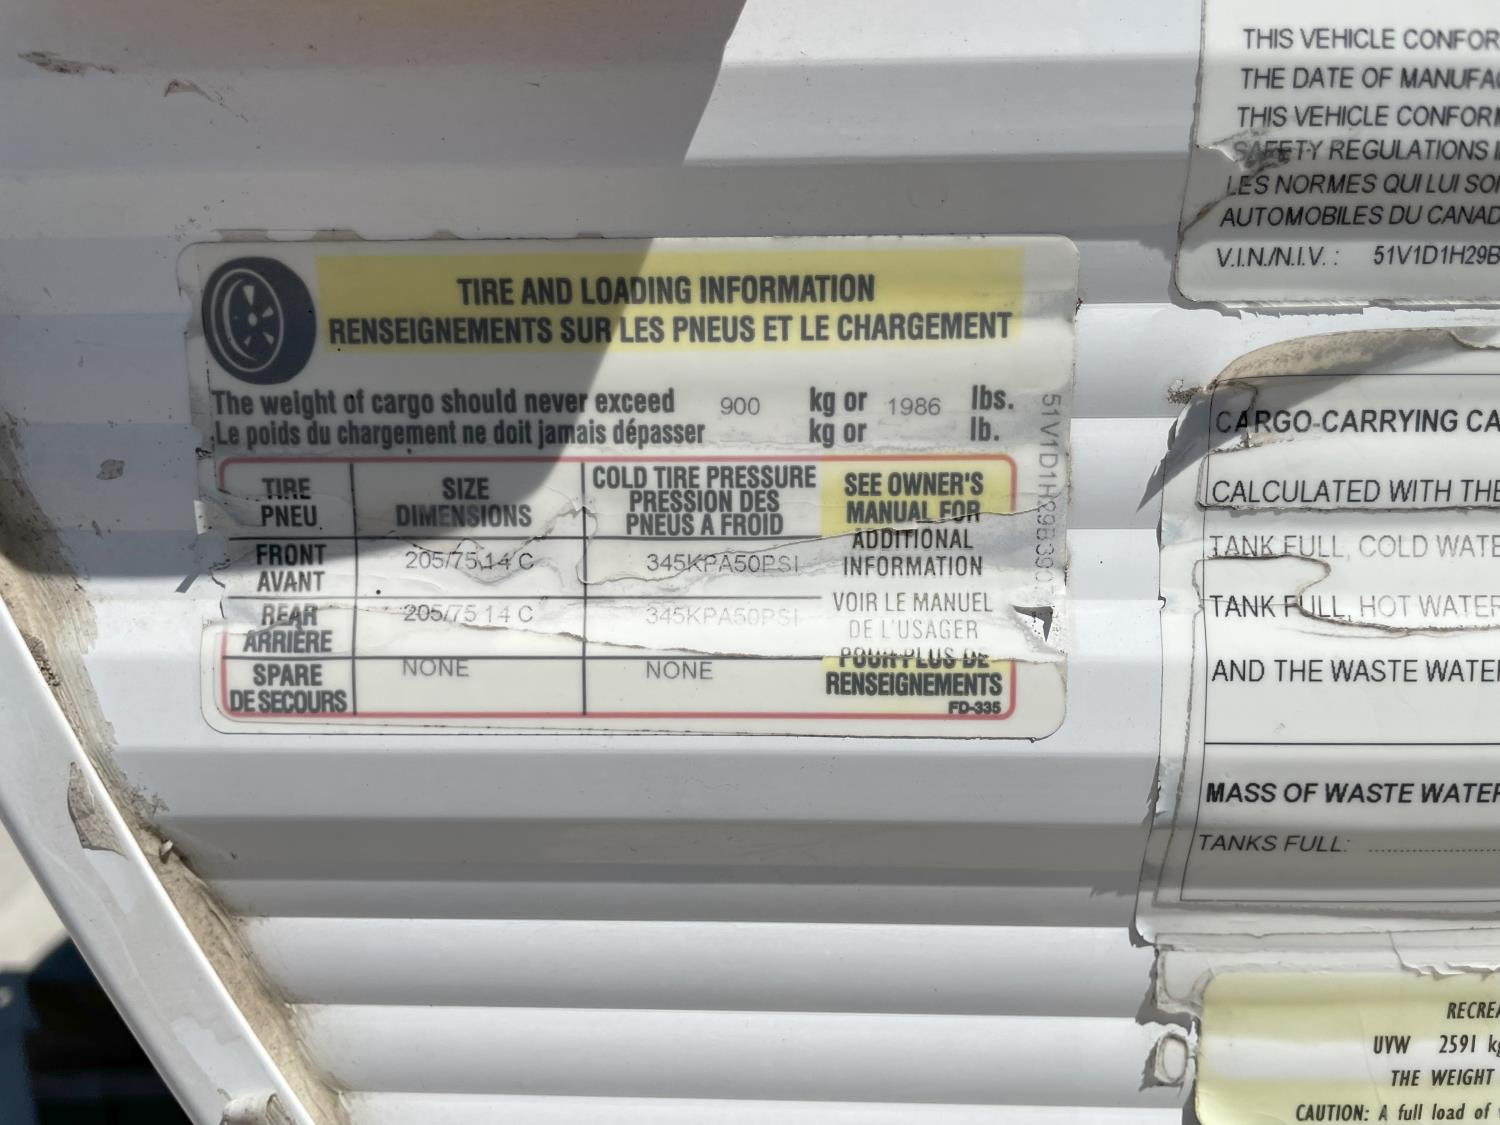 TIRE AND LOADING INFORMATION
RENSEIGNEMENTS SUR LES PNEUS ET LE CHARGEMENT
The weight of cargo should never exceed 900 kg or 1986 lbs.
Le poids du chargement ne doit jamais dépasser kg or lb.
TIRE
PNEU
SIZE
DIMENSIONS
COLD TIRE PRESSURE
PRESSION DES
PNEUS A FROID
SEE OWNER'S
MANUAL FOR
ADDITIONAL
INFORMATION
VOIR LE MANUEL
DE L'USAGER
POUR PLUS DE
RENSEIGNEMENTS
FD-335
FRONT
AVANT
205/75 14 C
345KPA50PSI
REAR
ARRIÈRE
205/75 14 C
345KPA50PSI
SPARE
DE SECOURS
NONE
NONE
51V1D1H29B390
THIS VEHICLE CONFOR
THE DATE OF MANUFAC
THIS VEHICLE CONFORM
SAFETY REGULATIONS
LES NORMES QUI LUI SO
AUTOMOBILES DU CANAD
V.I.N./N.I.V. : 51V1D1H29B
CARGO-CARRYING CA
CALCULATED WITH THE
TANK FULL, COLD WATE
TANK FULL, HOT WATER
AND THE WASTE WATER
MASS OF WASTE WATER
TANKS FULL: ........................
RECREA
UVW 2591 kg
THE WEIGHT
CAUTION: A full load of